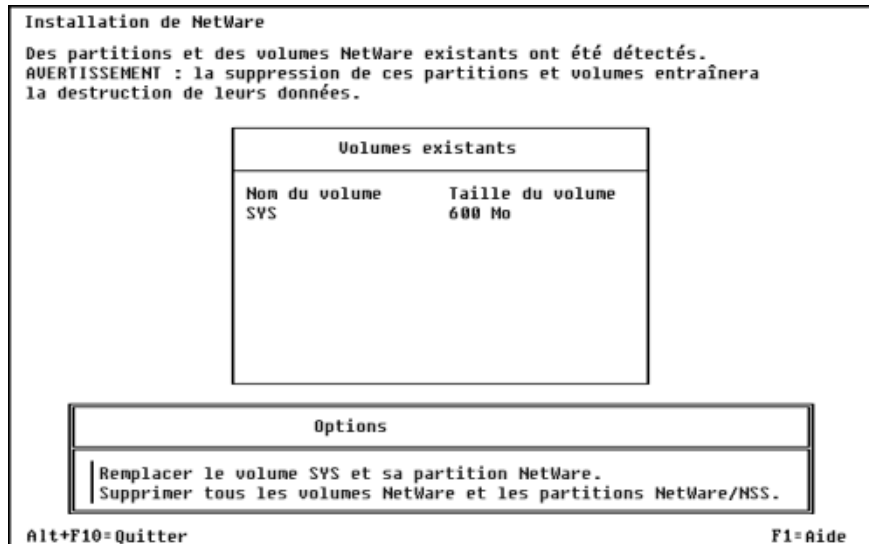 Installation de NetWare
Des partitions et des volumes NetWare existants ont été détectés.
AVERTISSEMENT : la suppression de ces partitions et volumes entraînera
la destruction de leurs données.
Volumes existants
Nom du volume Taille du volume
SYS 600 Mo
Options
Remplacer le volume SYS et sa partition NetWare.
Supprimer tous les volumes NetWare et les partitions NetWare/NSS.
Alt+F10=Quitter F1=Aide